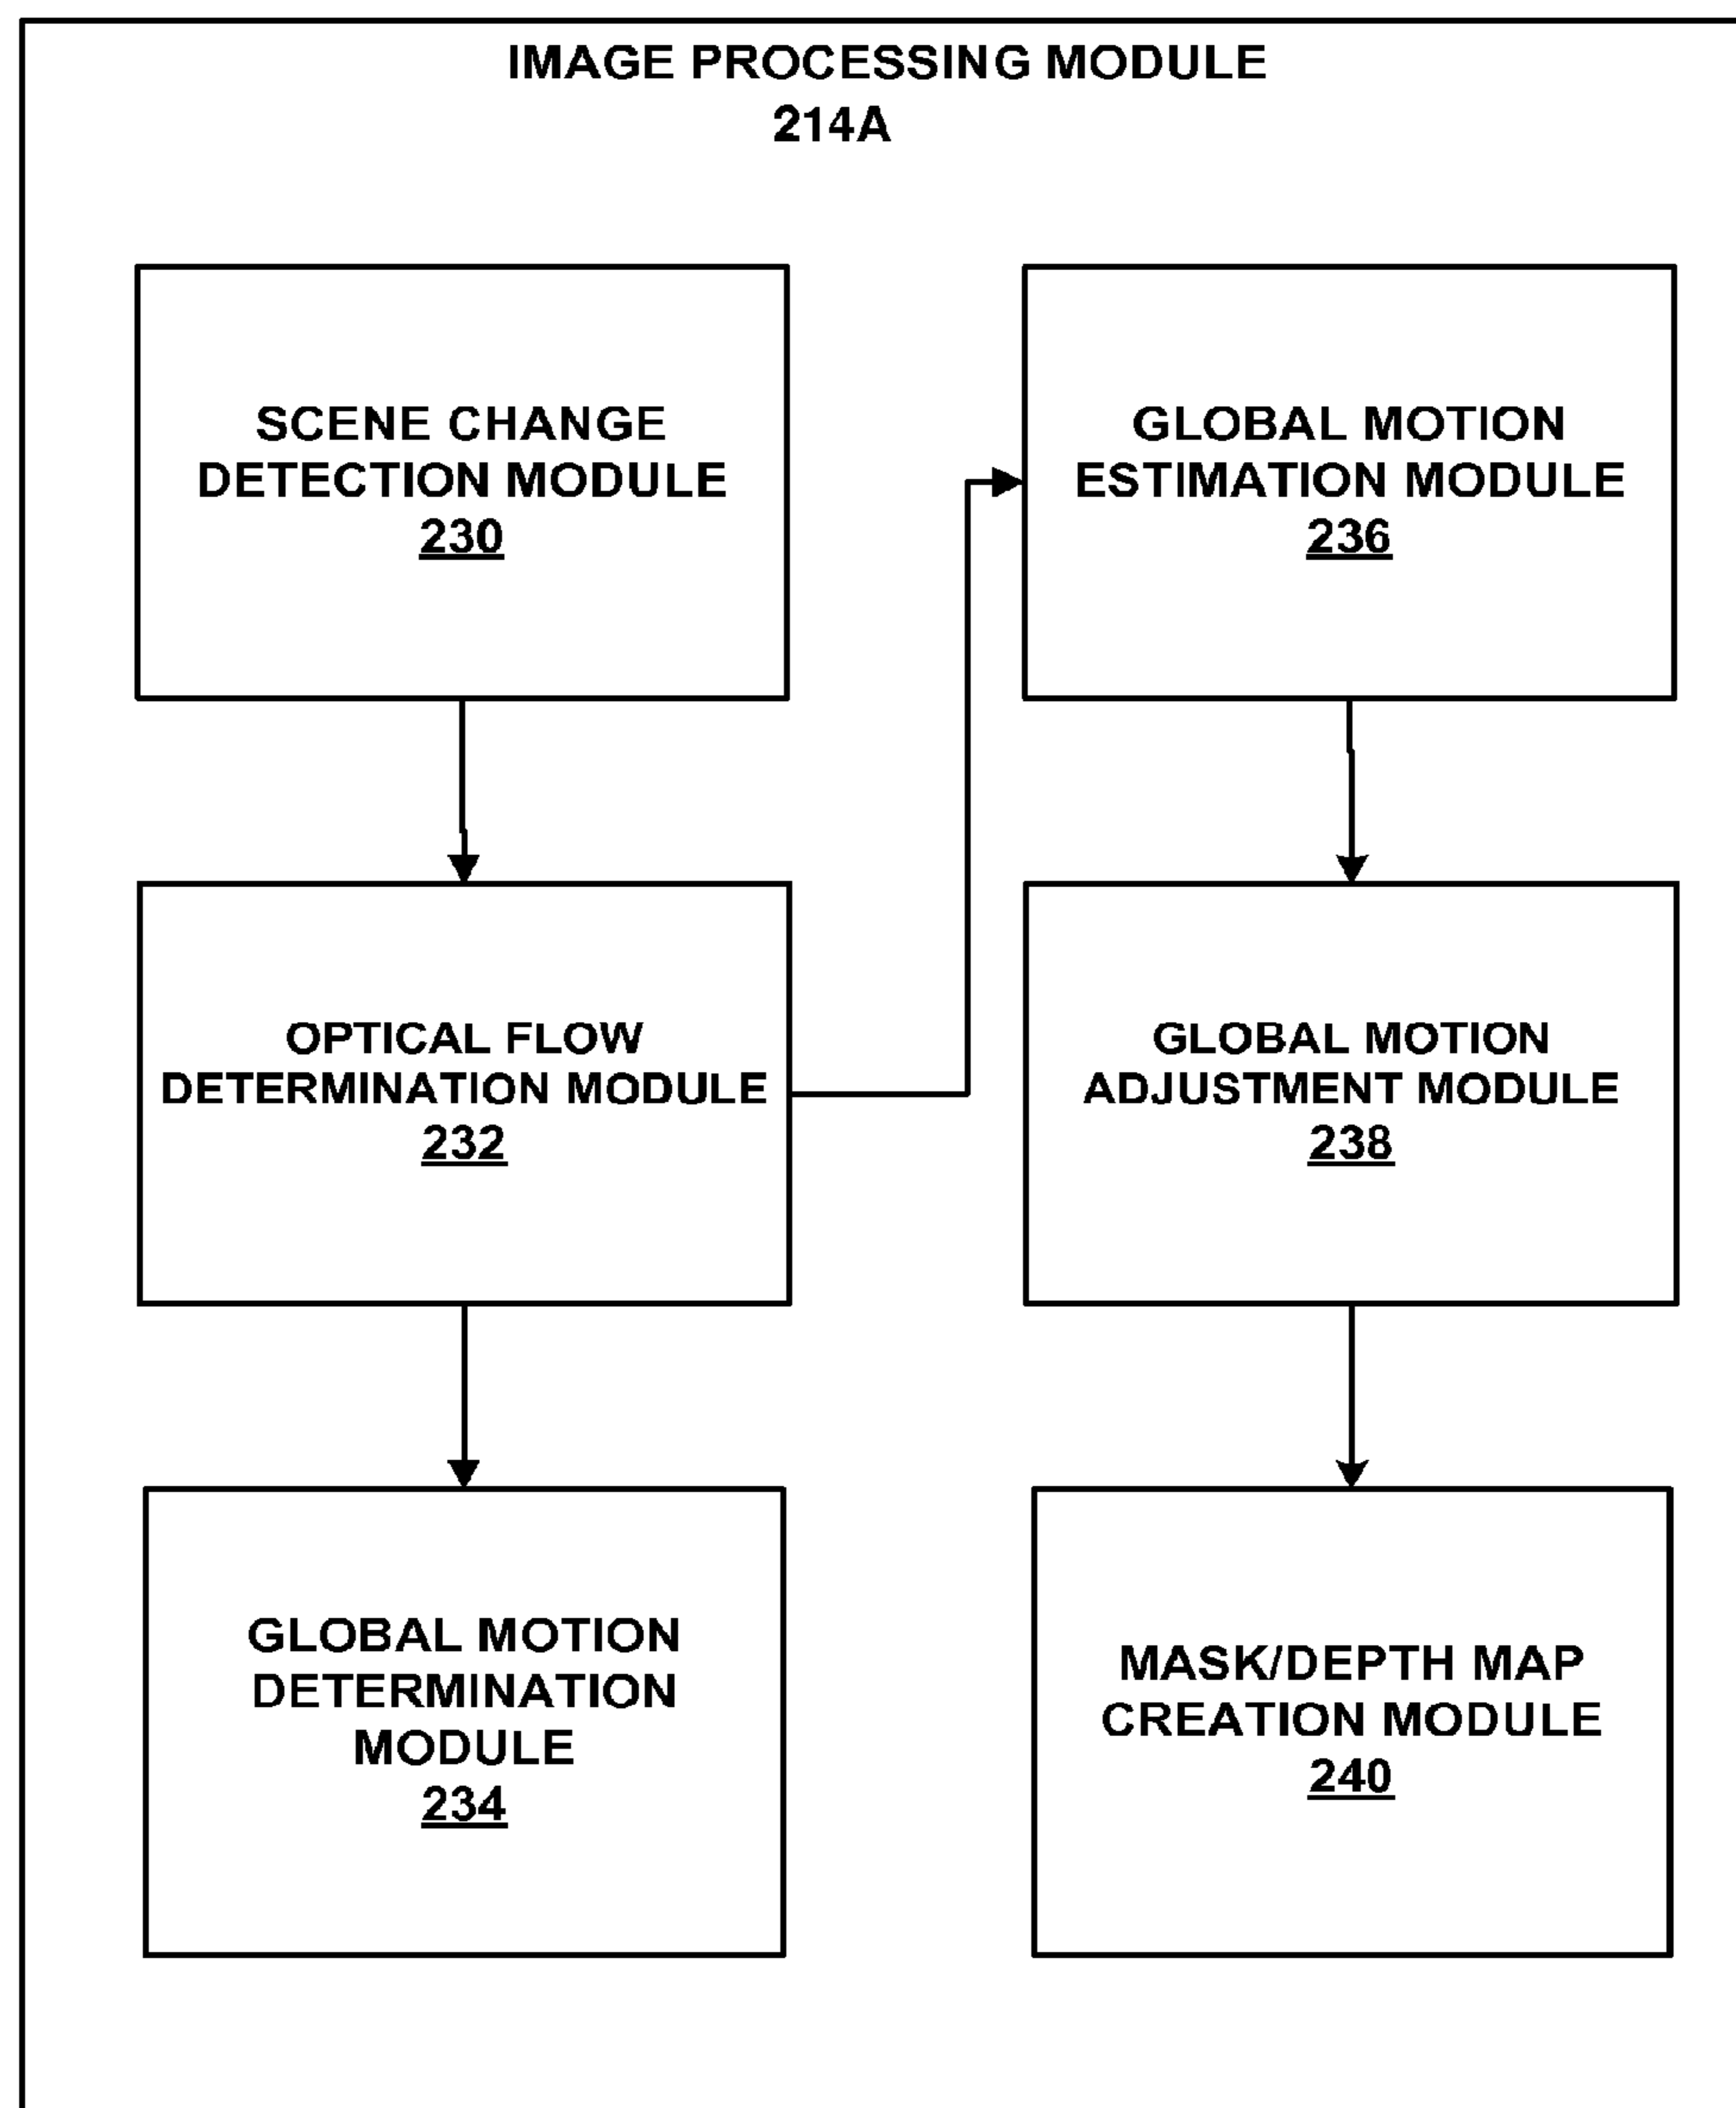 IMAGE PROCESSING MODULE
214A
SCENE CHANGE
DETECTION MODULE
230
OPTICAL FLOW
DETERMINATION MODULE
232
GLOBAL MOTION
DETERMINATION
MODULE
234
GLOBAL MOTION
ESTIMATION MODULE
236
GLOBAL MOTION
ADJUSTMENT MODULE
238
MASK/DEPTH MAP
CREATION MODULE
240